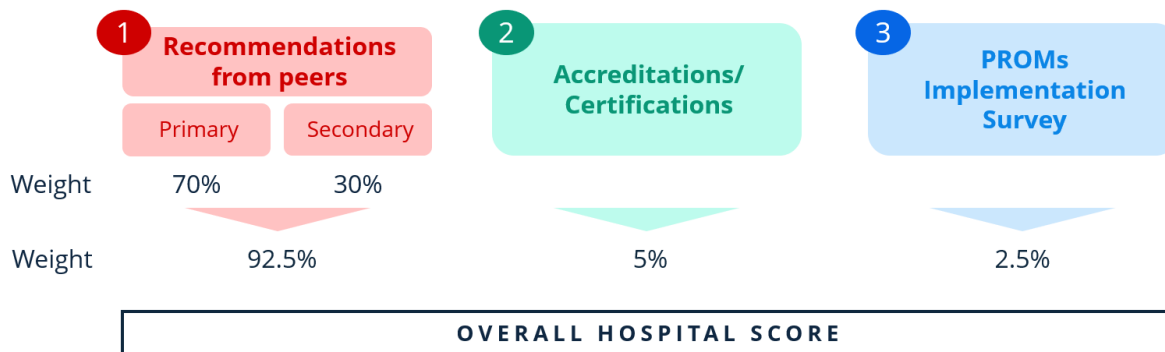 1
Recommendations
from peers
Primary
Secondary
2
Accreditations/
Certifications
3
PROMs
Implementation
Survey
Weight
70%
30%
Weight
92.5%
5%
2.5%
OVERALL HOSPITAL SCORE